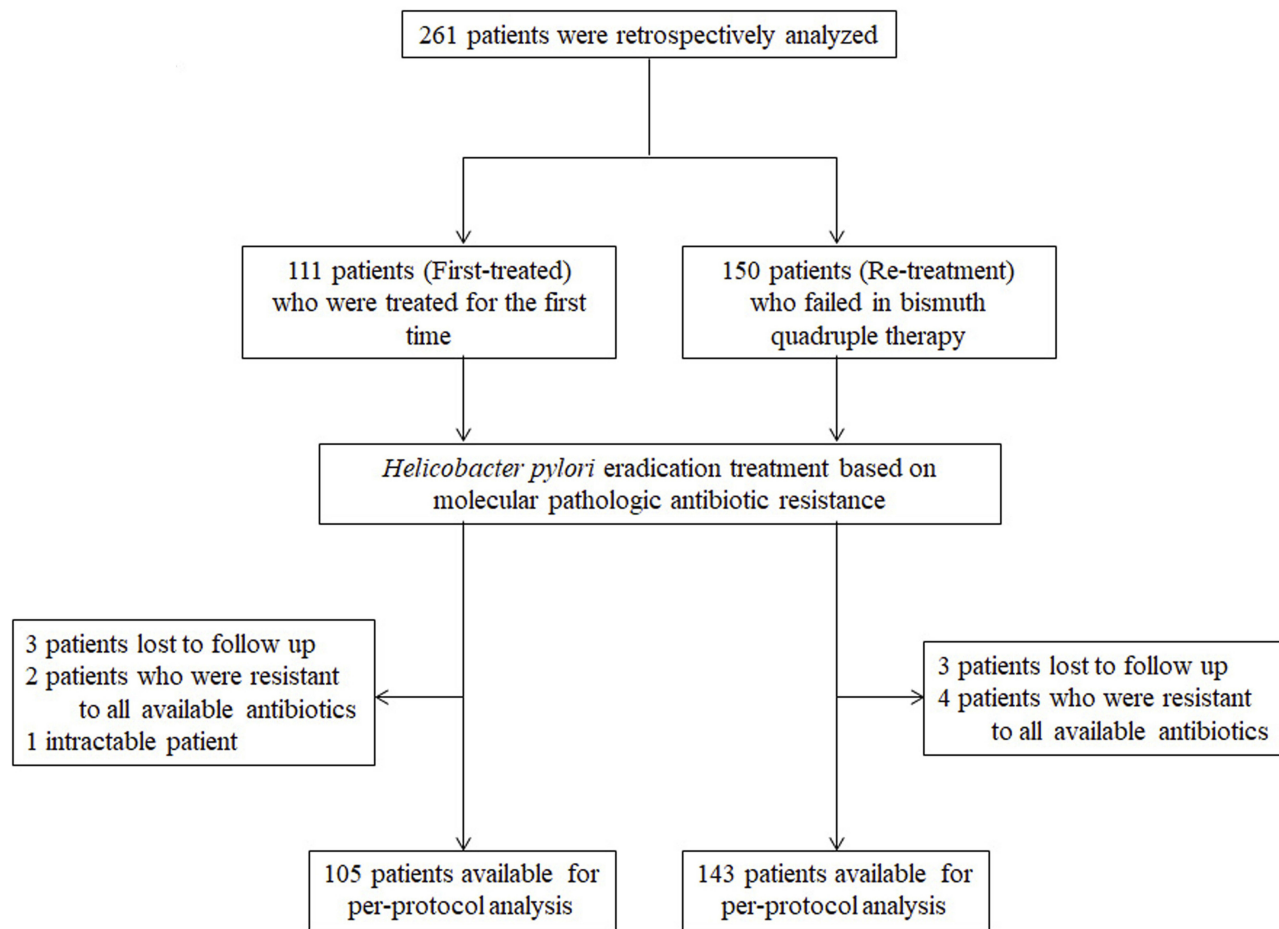 261 patients were retrospectively analyzed
111 patients (First-treated)
who were treated for the first
time
150 patients (Re-treatment)
who failed in bismuth
quadruple therapy
Helicobacter pylori eradication treatment based on
molecular pathologic antibiotic resistance
3 patients lost to follow up
2 patients who were resistant
to all available antibiotics
1 intractable patient
3 patients lost to follow up
4 patients who were resistant
to all available antibiotics
105 patients available for
per-protocol analysis
143 patients available for
per-protocol analysis